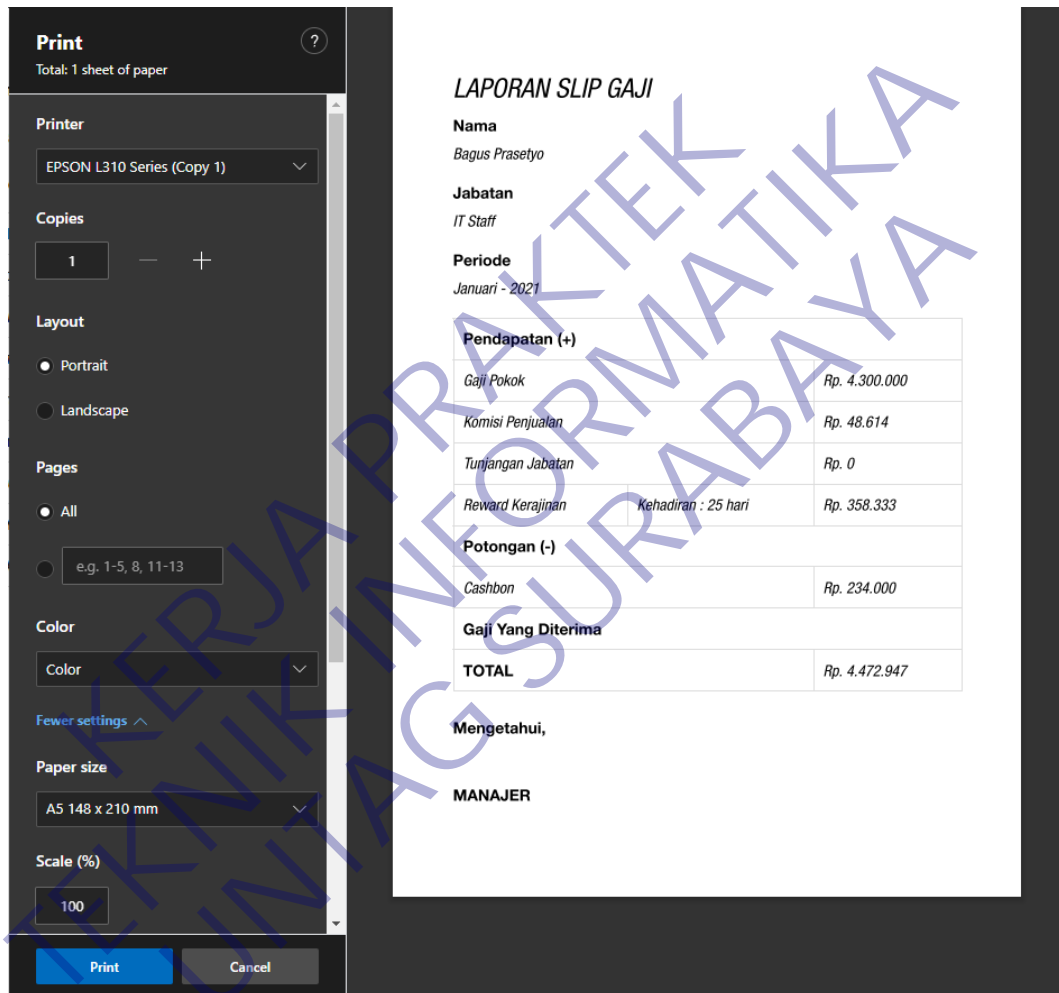 Print
?
Total: 1 sheet of paper
Printer
EPSON L310 Series (Copy 1)
Copies
1
Layout
Portrait
Landscape
Pages
All
e.g. 1-5, 8, 11-13
Color
Color
Fewer settings
Paper size
A5 148 x 210 mm
Scale (%)
100
Print Cancel
LAPORAN SLIP GAJI
Nama
Bagus Prasetyo
Jabatan
IT Staff
Periode
Januari - 2021
Pendapatan (+)
Gaji Pokok Rp. 4.300.000
Komisi Penjualan Rp. 48.614
Tunjangan Jabatan Rp. 0
Reward Kerajinan Kehadiran : 25 hari Rp. 358.333
Potongan (-)
Cashbon Rp. 234.000
Gaji Yang Diterima
TOTAL Rp. 4.472.947
Mengetahui,
MANAJER
KERJA PRAKTEK
TEKNIK INFORMATIKA
UNTAG SURABAYA